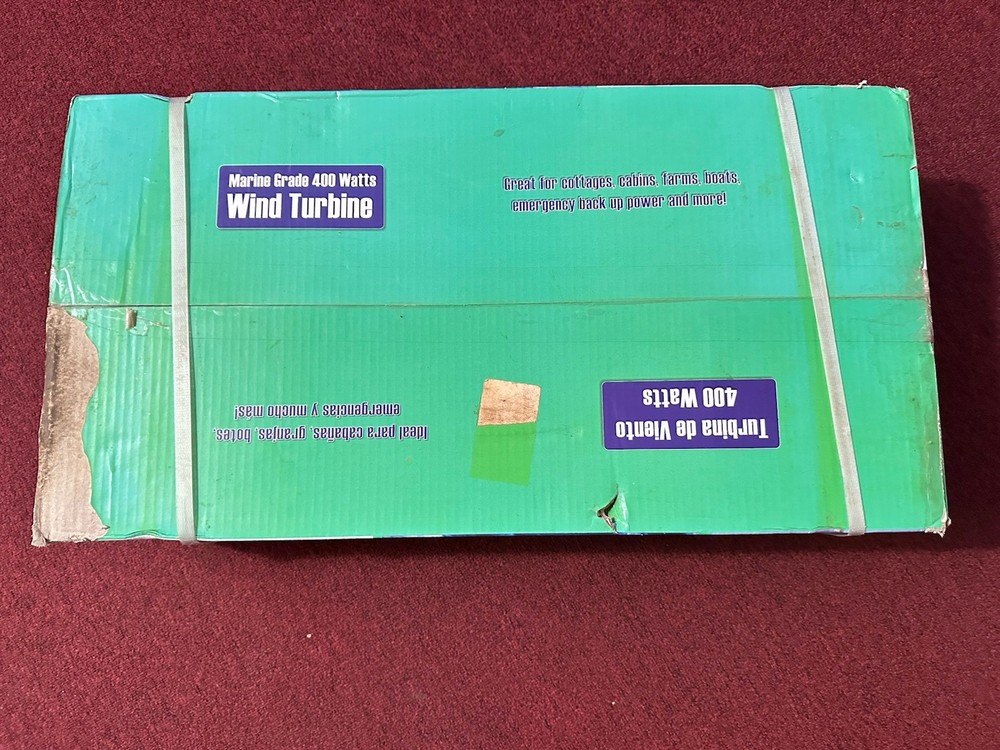 Marine Grade 400 Watts
Wind Turbine
Great for cottages, cabins, farms, boats,
emergency back up power and more!
Turbina de Viento
400 Watts
Ideal para cabañas, granjas, botes,
emergencias y mucho más!